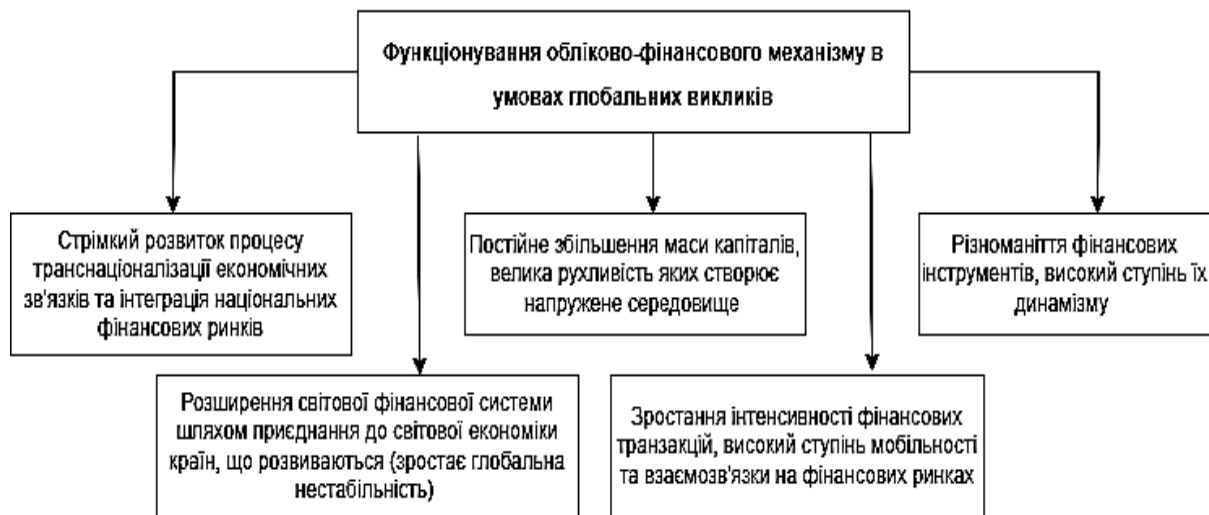 Функціонування обліково-фінансового механізму в
умовах глобальних викликів
Стрімкий розвиток процесу
транснаціоналізації економічних
зв'язків та інтеграція національних
фінансових ринків
Постійне збільшення маси капіталів,
велика рухливість яких створює
напружене середовище
Різноманіття фінансових
інструментів, високий ступінь їх
динамізму
Розширення світової фінансової системи
шляхом приєднання до світової економіки
країн, що розвиваються (зростає глобальна
нестабільність)
Зростання інтенсивності фінансових
транзакцій, високий ступінь мобільності
та взаємозв'язки на фінансових ринках